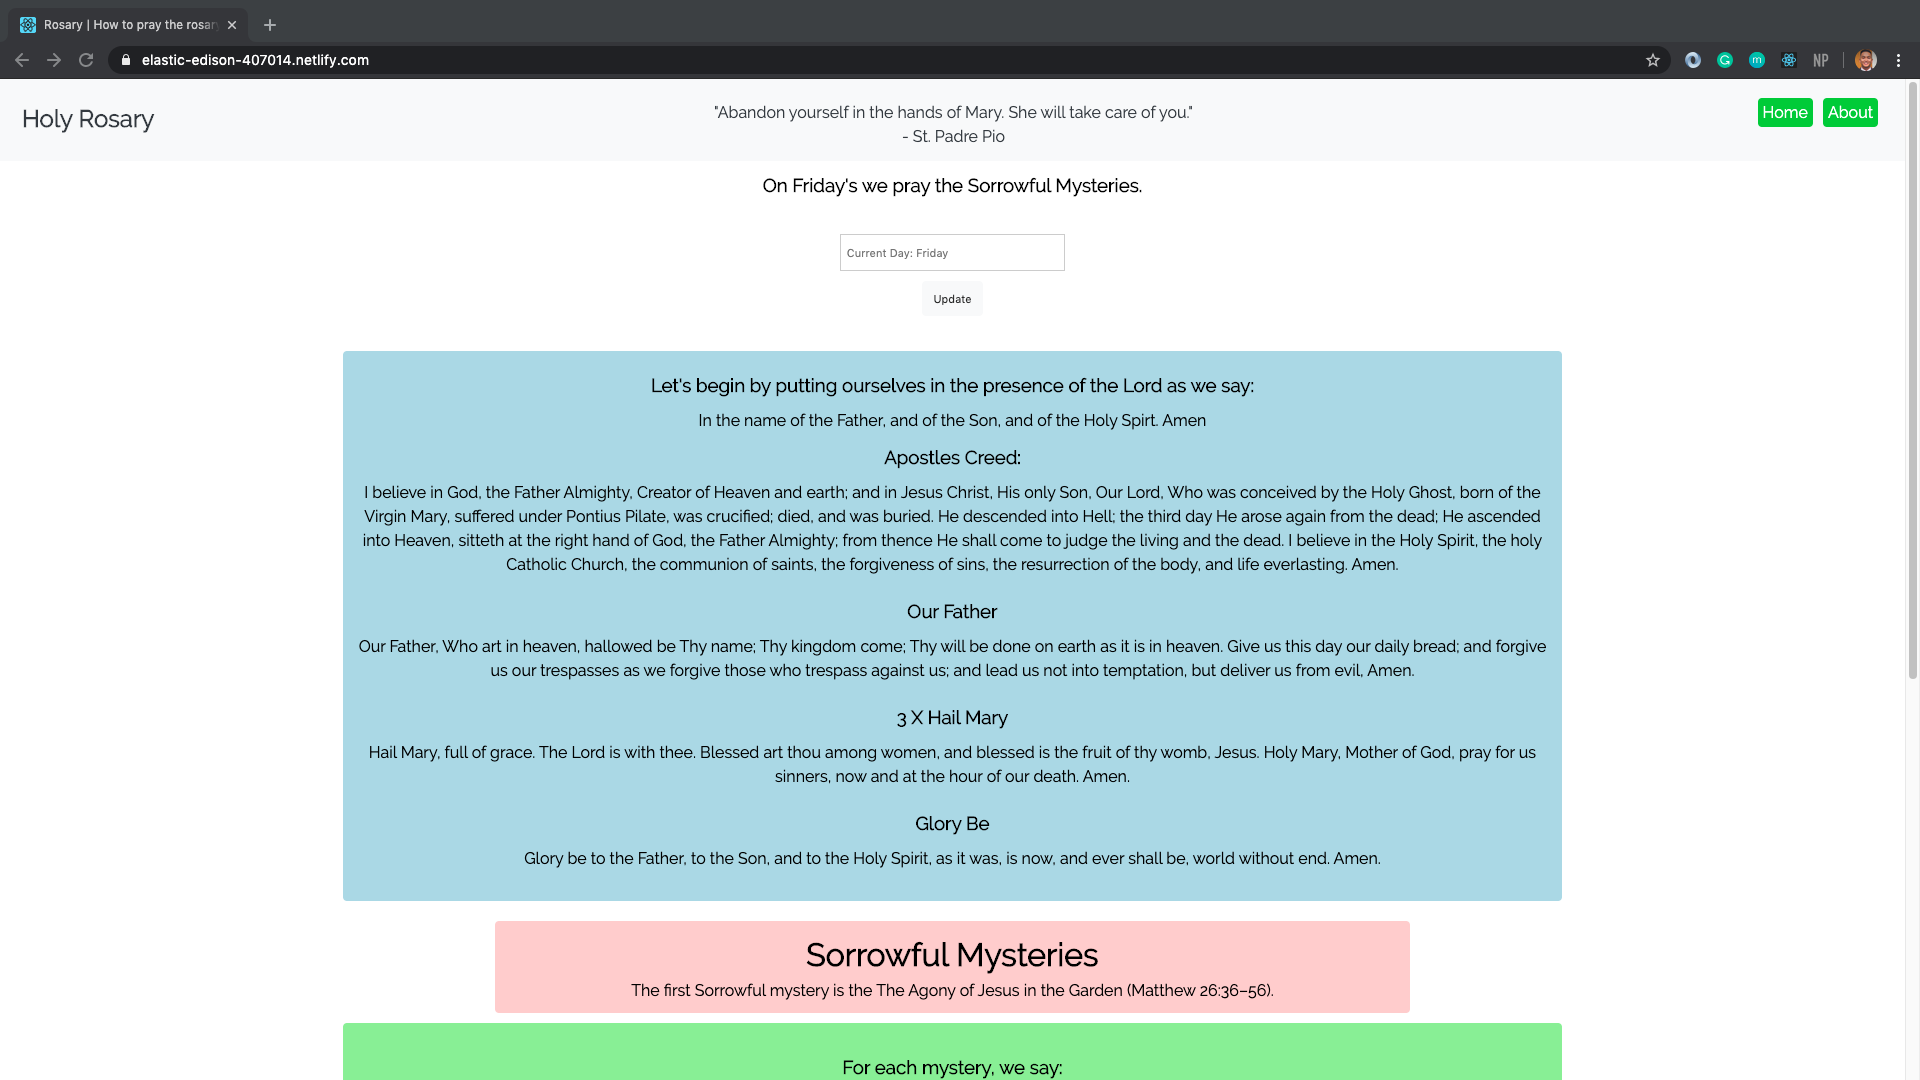 Rosary | How to pray the rosary
elastic-edison-407014.netlify.com
m
NP
Holy Rosary
"Abandon yourself in the hands of Mary. She will take care of you."
- St. Padre Pio
Home
About
On Friday's we pray the Sorrowful Mysteries.
Current Day: Friday
Update
Let's begin by putting ourselves in the presence of the Lord as we say:
In the name of the Father, and of the Son, and of the Holy Spirt. Amen
Apostles Creed:
I believe in God, the Father Almighty, Creator of Heaven and earth; and in Jesus Christ, His only Son, Our Lord, Who was conceived by the Holy Ghost, born of the
Virgin Mary, suffered under Pontius Pilate, was crucified; died, and was buried. He descended into Hell; the third day He arose again from the dead; He ascended
into Heaven, sitteth at the right hand of God, the Father Almighty; from thence He shall come to judge the living and the dead. I believe in the Holy Spirit, the holy
Catholic Church, the communion of saints, the forgiveness of sins, the resurrection of the body, and life everlasting. Amen.
Our Father
Our Father, Who art in heaven, hallowed be Thy name; Thy kingdom come; Thy will be done on earth as it is in heaven. Give us this day our daily bread; and forgive
us our trespasses as we forgive those who trespass against us; and lead us not into temptation, but deliver us from evil, Amen.
3 X Hail Mary
Hail Mary, full of grace. The Lord is with thee. Blessed art thou among women, and blessed is the fruit of thy womb, Jesus. Holy Mary, Mother of God, pray for us
sinners, now and at the hour of our death. Amen.
Glory Be
Glory be to the Father, to the Son, and to the Holy Spirit, as it was, is now, and ever shall be, world without end. Amen.
Sorrowful Mysteries
The first Sorrowful mystery is the The Agony of Jesus in the Garden (Matthew 26:36–56).
For each mystery, we say: